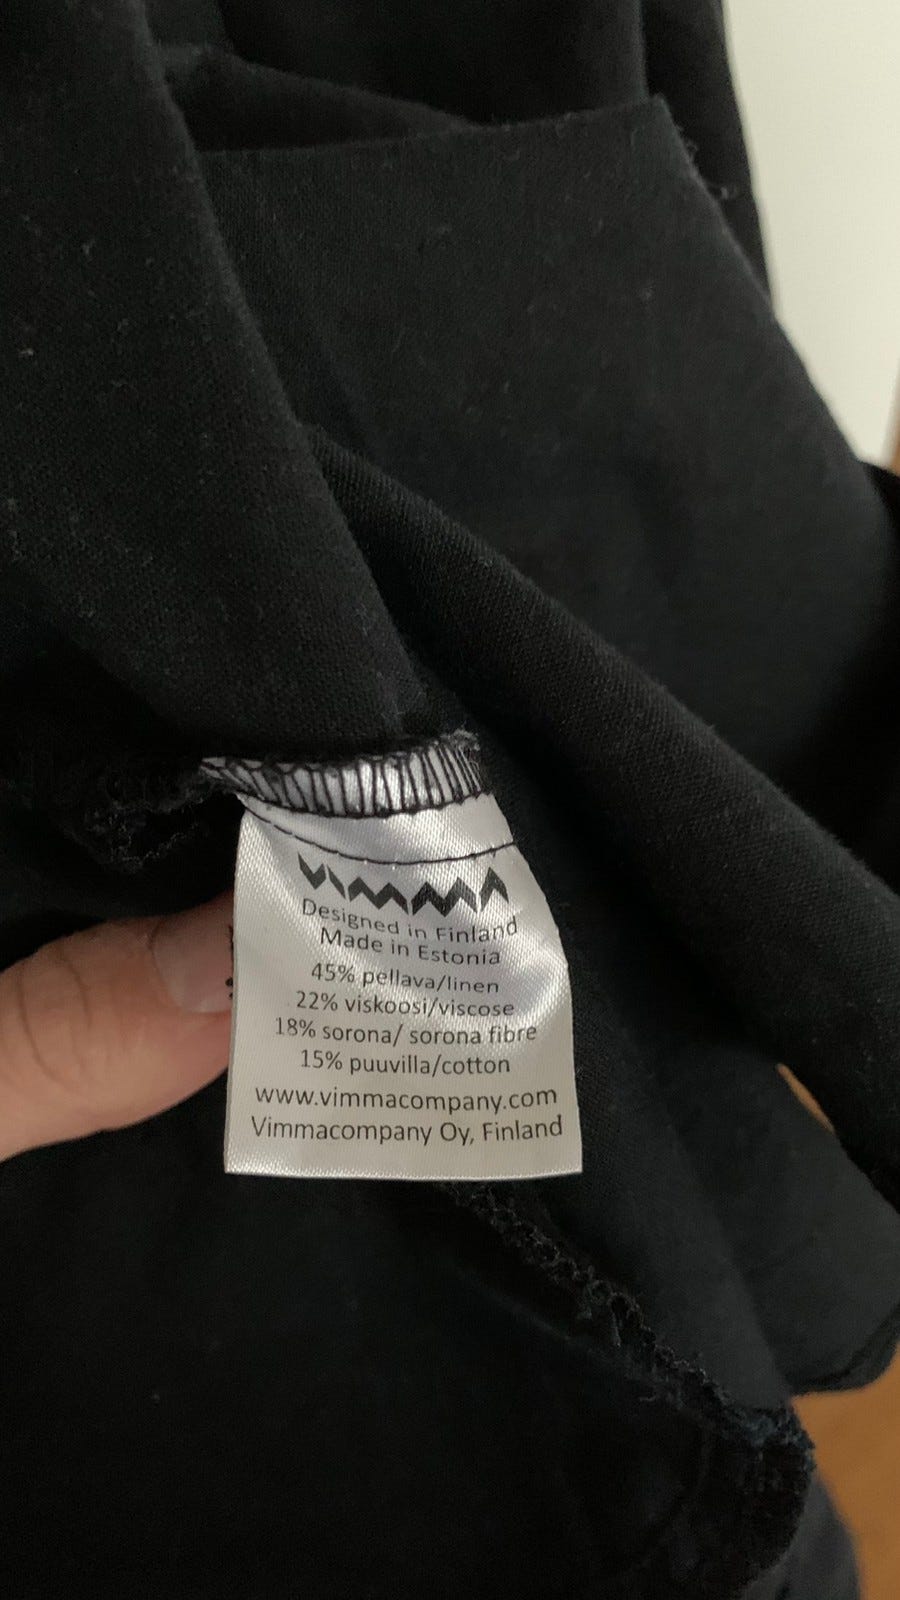 VIMMA
Designed in Finland
Made in Estonia
45% pellava/linen
22% viskoosi/viscose
18% sorona/ sorona fibre
15% puuvilla/cotton
www.vimmacompany.com
Vimmacompany Oy, Finland